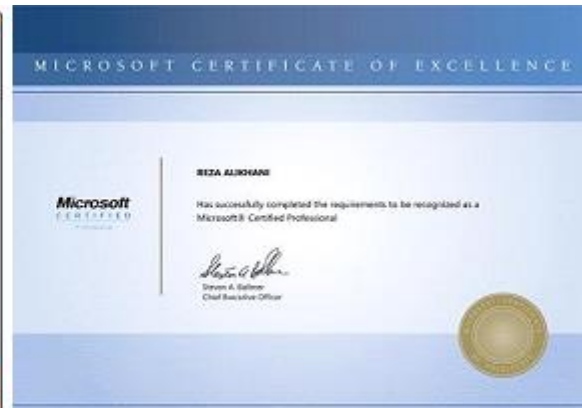 MICROSOFT CERTIFICATE OF EXCELLENCE
REZA ALIKHANI
Microsoft
CERTIFIED
Has successfully completed the requirements to be recognized as a
Microsoft® Certified Professional
Steven A. Ballmer
Chief Executive Officer